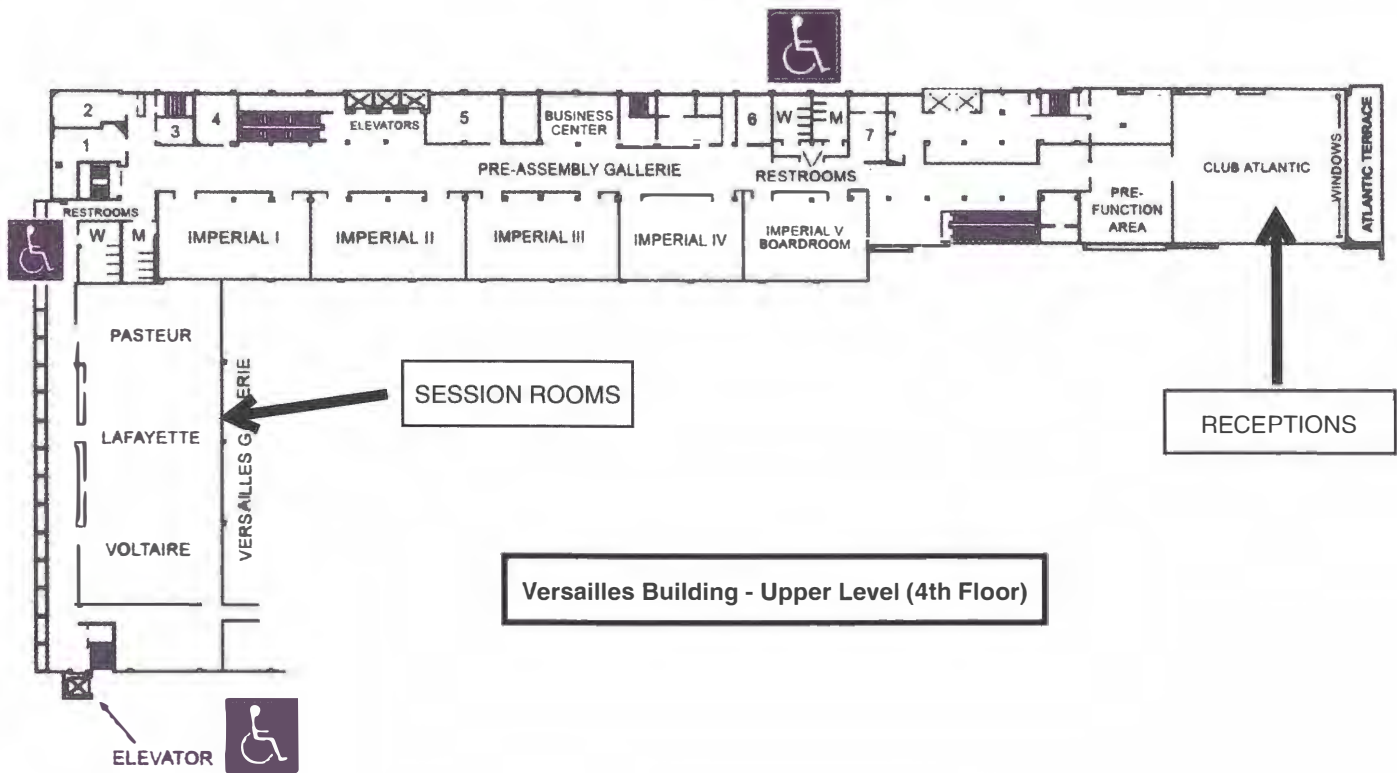 2
3
4
ELEVATORS
5
BUSINESS
CENTER
6
W
M
7
1
PRE-ASSEMBLY GALLERIE
RESTROOMS
CLUB ATLANTIC
WINDOWS
ATLANTIC TERRACE
PRE-
FUNCTION
AREA
RESTROOMS
W
M
IMPERIAL I
IMPERIAL II
IMPERIAL III
IMPERIAL IV
IMPERIAL V
BOARDROOM
PASTEUR
LAFAYETTE
VOLTAIRE
VERSAILLES G ERIE
SESSION ROOMS
RECEPTIONS
Versailles Building - Upper Level (4th Floor)
ELEVATOR